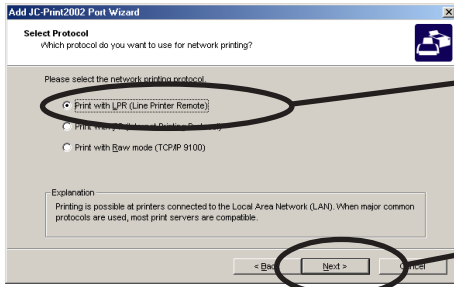 Add JC-Print2002 Port Wizard
Select Protocol
Which protocol do you want to use for network printing?
Please select the network printing protocol.
Print with LPR (Line Printer Remote)
Print with Printing
Print with Raw mode (TCP/IP 9100)
Explanation
Printing is possible at printers connected to the Local Area Network (LAN). When major common
protocols are used, most print servers are compatible.
< Back
Next >
Cancel